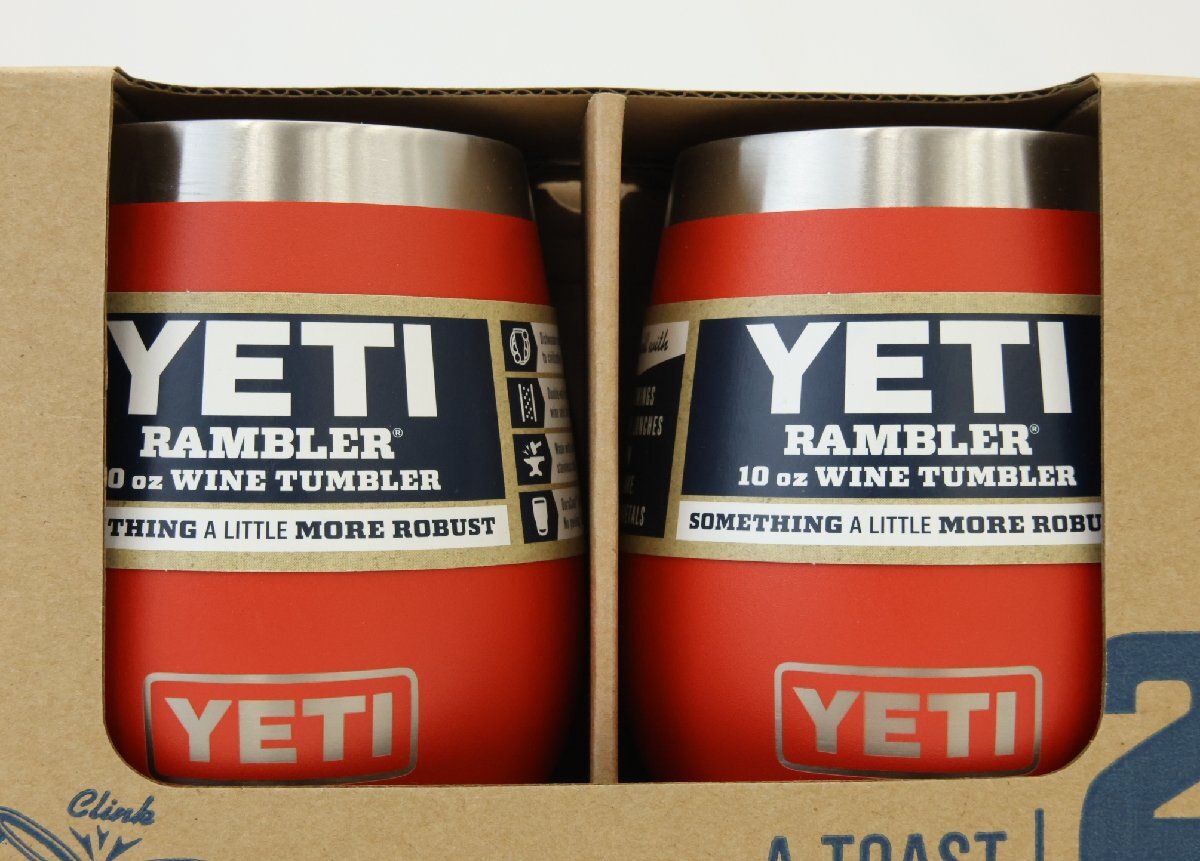 YETI
RAMBLER®
0 oz WINE TUMBLER
THING A LITTLE MORE ROBUST
YETI
with
YETI
RAMBLER®
10 oz WINE TUMBLER
SOMETHING A LITTLE MORE ROBU
YETI
Clink
A TOAST
2